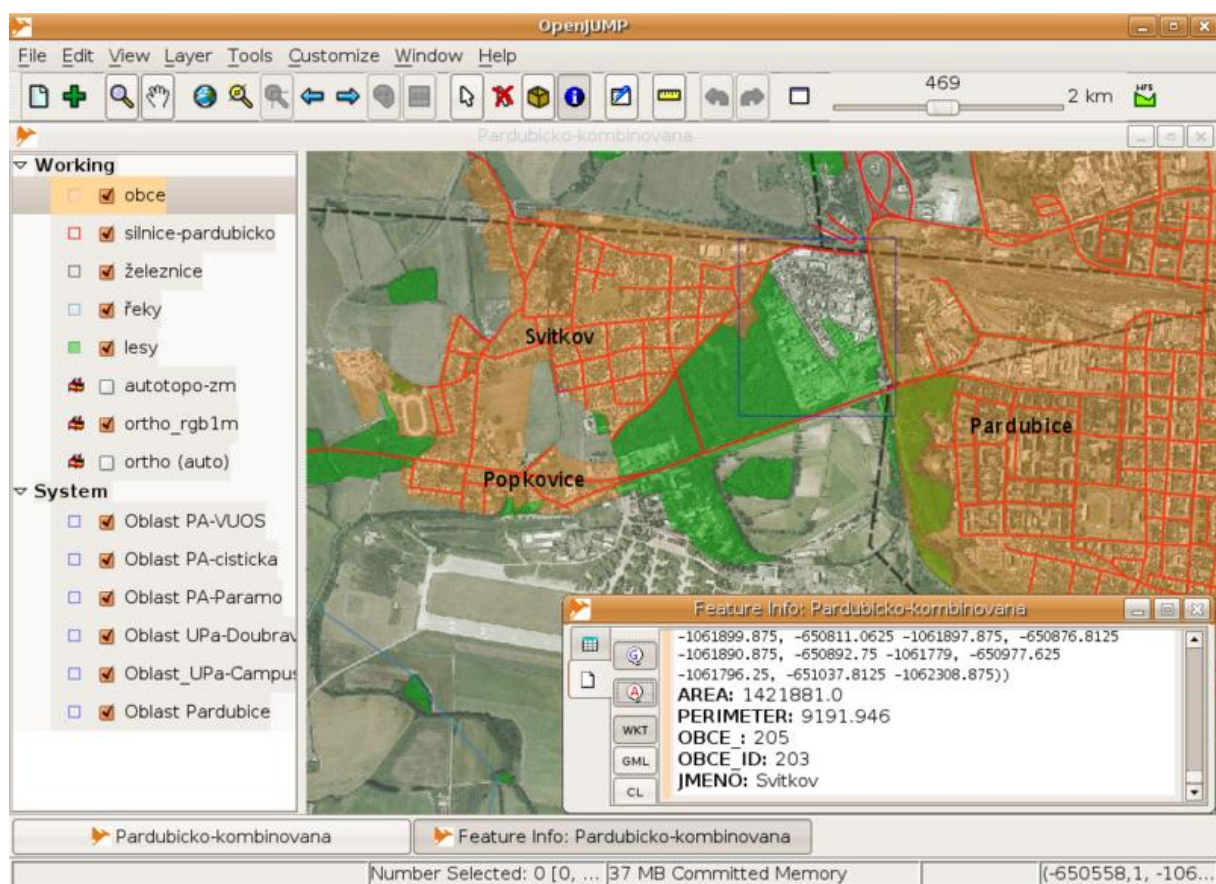 OpenJUMP
File Edit View Layer Tools Customize Window Help
469
2 km
HFS
Pardubicko-kombinovana
Working
obce
silnice-pardubicko
železnice
řeky
lesy
autotopo-zm
ortho_rgb1m
ortho (auto)
System
Oblast PA-VUOS
Oblast PA-cisticka
Oblast PA-Paramo
Oblast UPa-Doubrav
Oblast_UPa-Campus
Oblast Pardubice
Svitkov
Pardubice
Popkovice
Feature Info: Pardubicko-kombinovana
-1061899.875, -650811.0625 -1061897.875, -650876.8125
-1061890.875, -650892.75 -1061779, -650977.625
-1061796.25, -651037.8125 -1062308.875))
AREA: 1421881.0
PERIMETER: 9191.946
OBCE_: 205
OBCE_ID: 203
JMENO: Svitkov
G
A
WKT
GML
CL
Pardubicko-kombinovana
Feature Info: Pardubicko-kombinovana
Number Selected: 0 [0, ... 37 MB Committed Memory (-650558,1, -106...